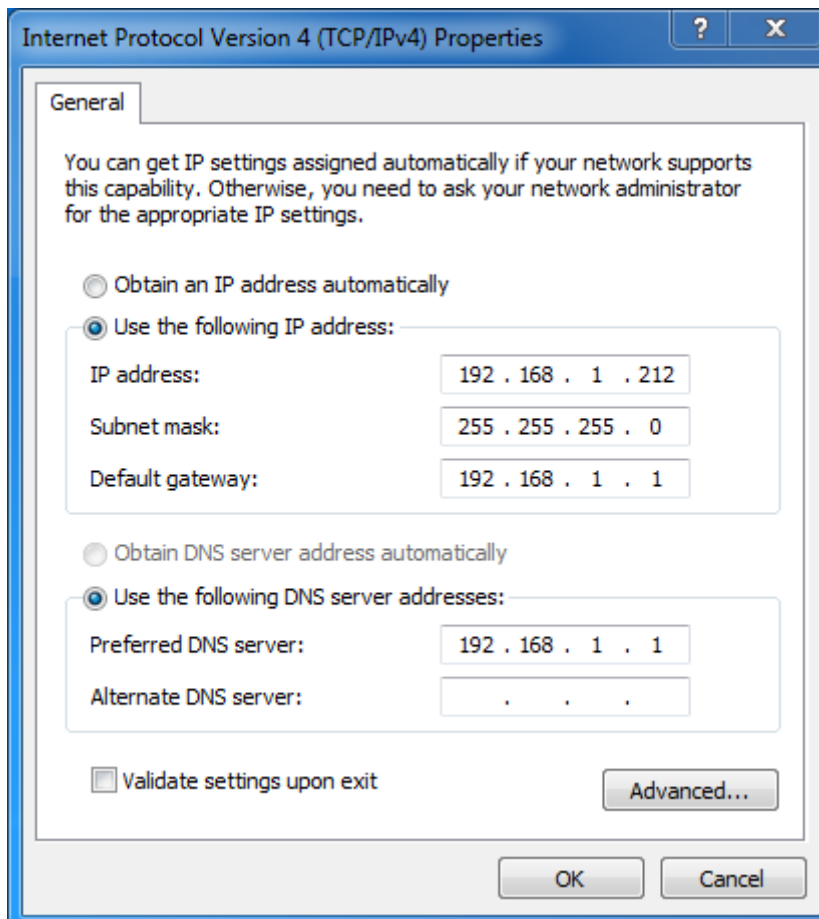 Internet Protocol Version 4 (TCP/IPv4) Properties
? X
General
You can get IP settings assigned automatically if your network supports
this capability. Otherwise, you need to ask your network administrator
for the appropriate IP settings.
Obtain an IP address automatically
Use the following IP address:
IP address: 192 . 168 . 1 . 212
Subnet mask: 255 . 255 . 255 . 0
Default gateway: 192 . 168 . 1 . 1
Obtain DNS server address automatically
Use the following DNS server addresses:
Preferred DNS server: 192 . 168 . 1 . 1
Alternate DNS server: . . .
Validate settings upon exit
Advanced...
OK Cancel